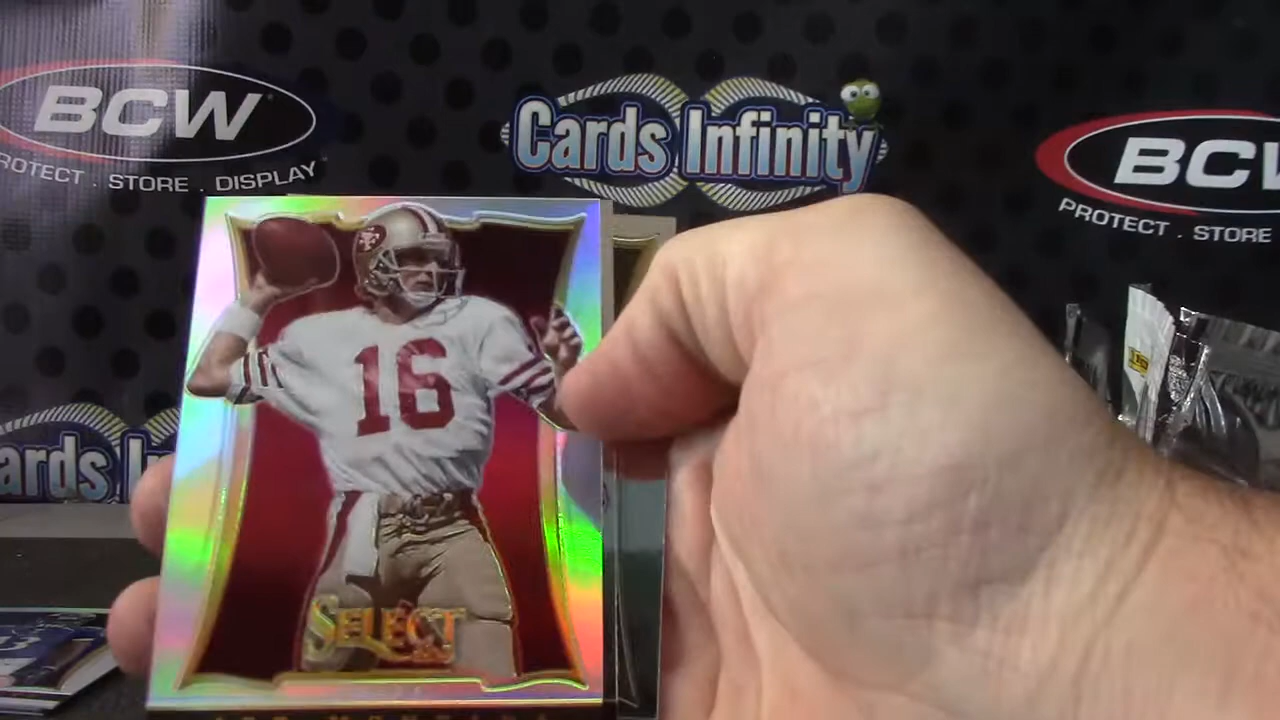 BCW
PROTECT . STORE . DISPLAY
Cards Infinity
BCW
PROTECT . STORE
ards In
16
SELECT